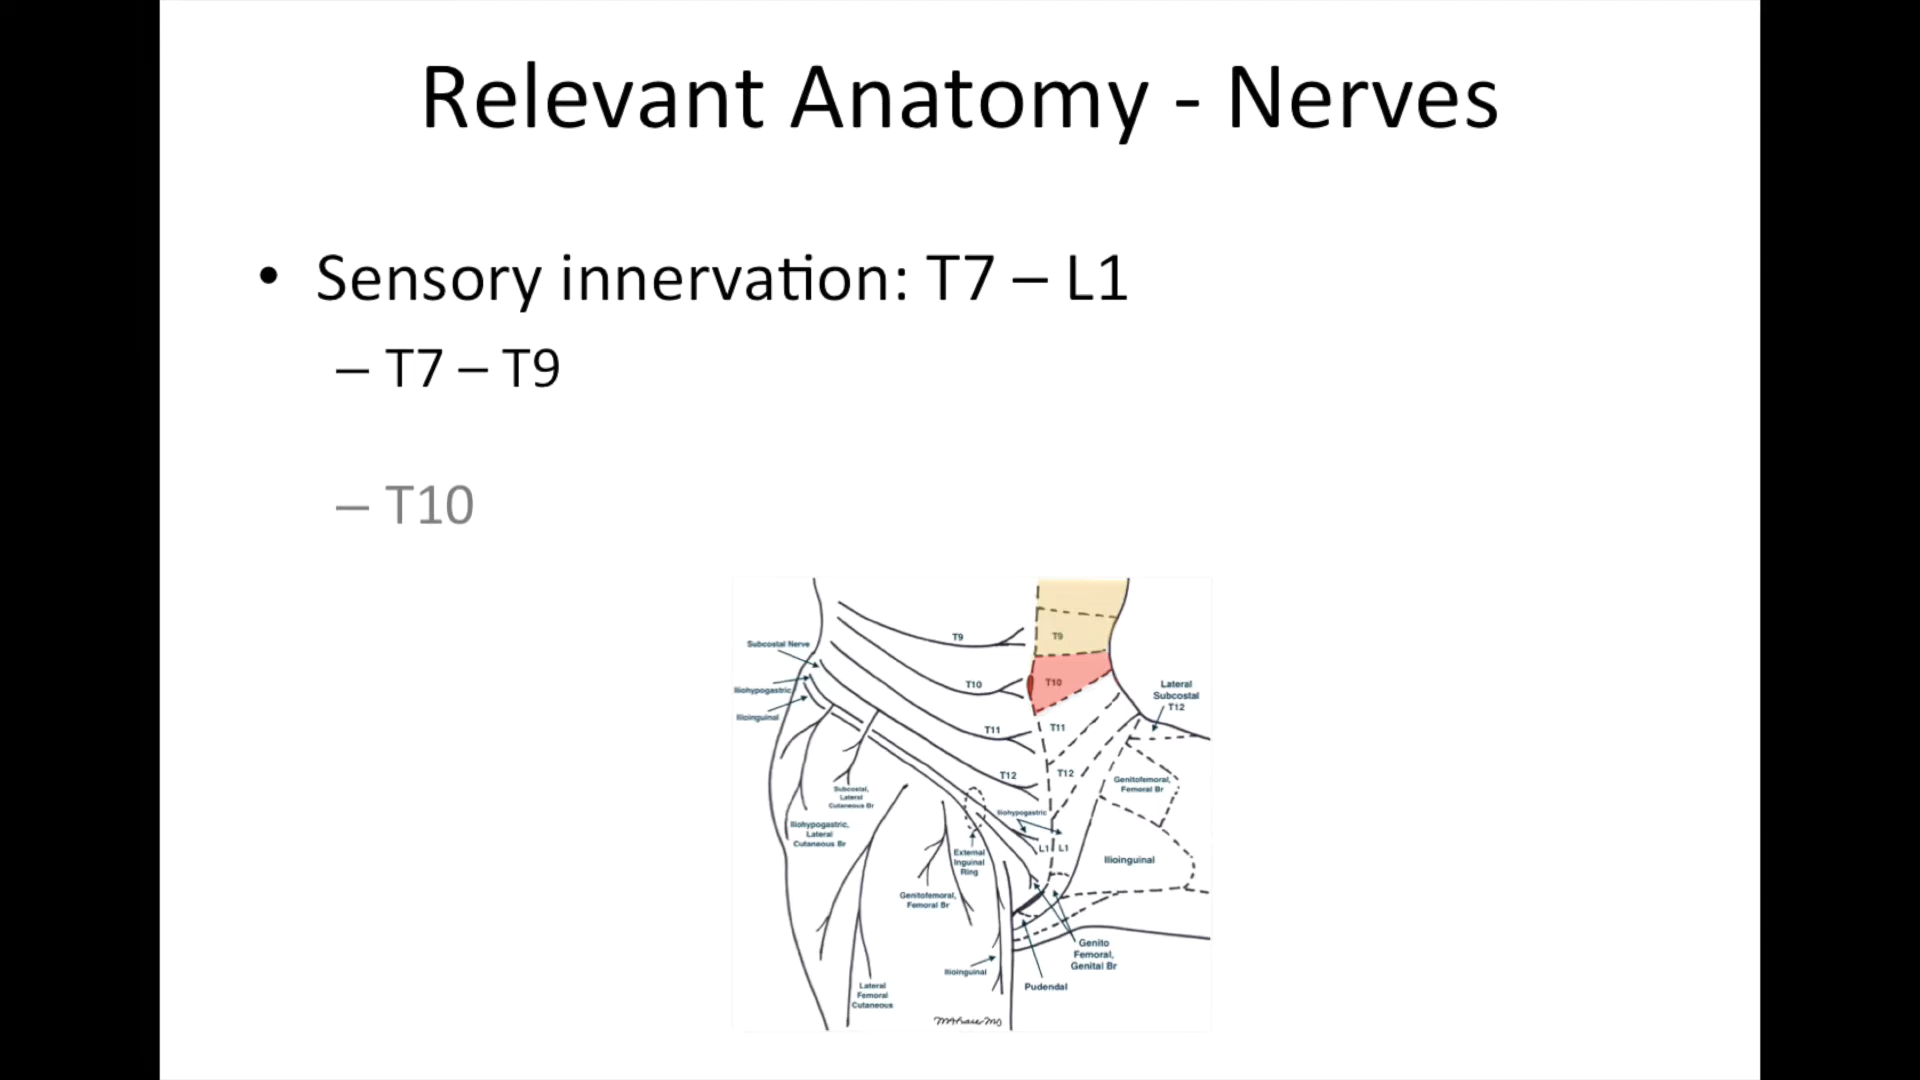 Relevant Anatomy - Nerves
• Sensory innervation: T7 – L1
– T7 – T9
– T10
T9
T9
Subcostal Nerve
T10
T10
Iliohypogastric
Ilioinguinal
Lateral
Subcostal
T12
T11
T11
T12
T12
Genitofemoral,
Femoral Br
Subcostal,
Lateral
Cutaneous Br
Iliohypogastric
Iliohypogastric,
Lateral
Cutaneous Br
L1
L1
External
Inguinal
Ring
Ilioinguinal
Genitofemoral,
Femoral Br
Genito
Femoral,
Genital Br
Ilioinguinal
Pudendal
Lateral
Femoral
Cutaneous